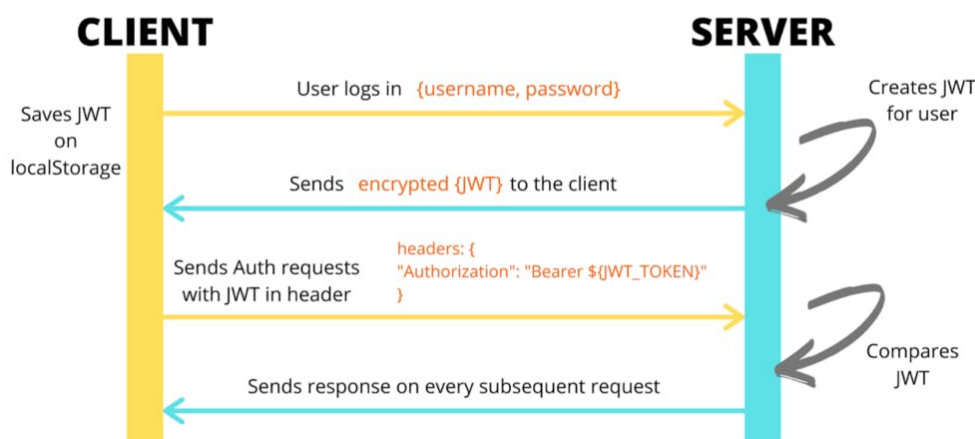 CLIENT
SERVER
User logs in {username, password}
Creates JWT
for user
Saves JWT
on
localStorage
Sends encrypted {JWT} to the client
headers: {
"Authorization": "Bearer ${JWT_TOKEN}"
}
Sends Auth requests
with JWT in header
Compares
JWT
Sends response on every subsequent request